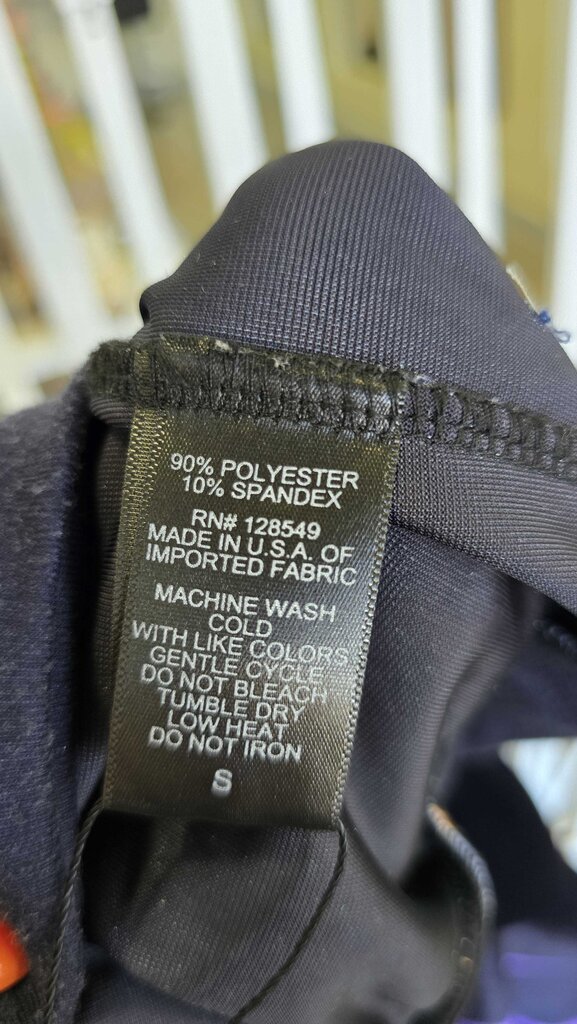 90% POLYESTER
10% SPANDEX
RN# 128549
MADE IN U.S.A. OF
IMPORTED FABRIC
MACHINE WASH
COLD
WITH LIKE COLORS
GENTLE CYCLE
DO NOT BLEACH
TUMBLE DRY
LOW HEAT
DO NOT IRON
S